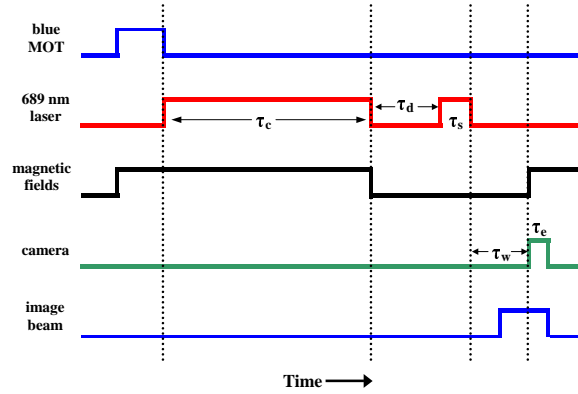 blue
MOT
689 nm
laser
τc
τd
τs
magnetic
fields
camera
τw
τe
image
beam
Time